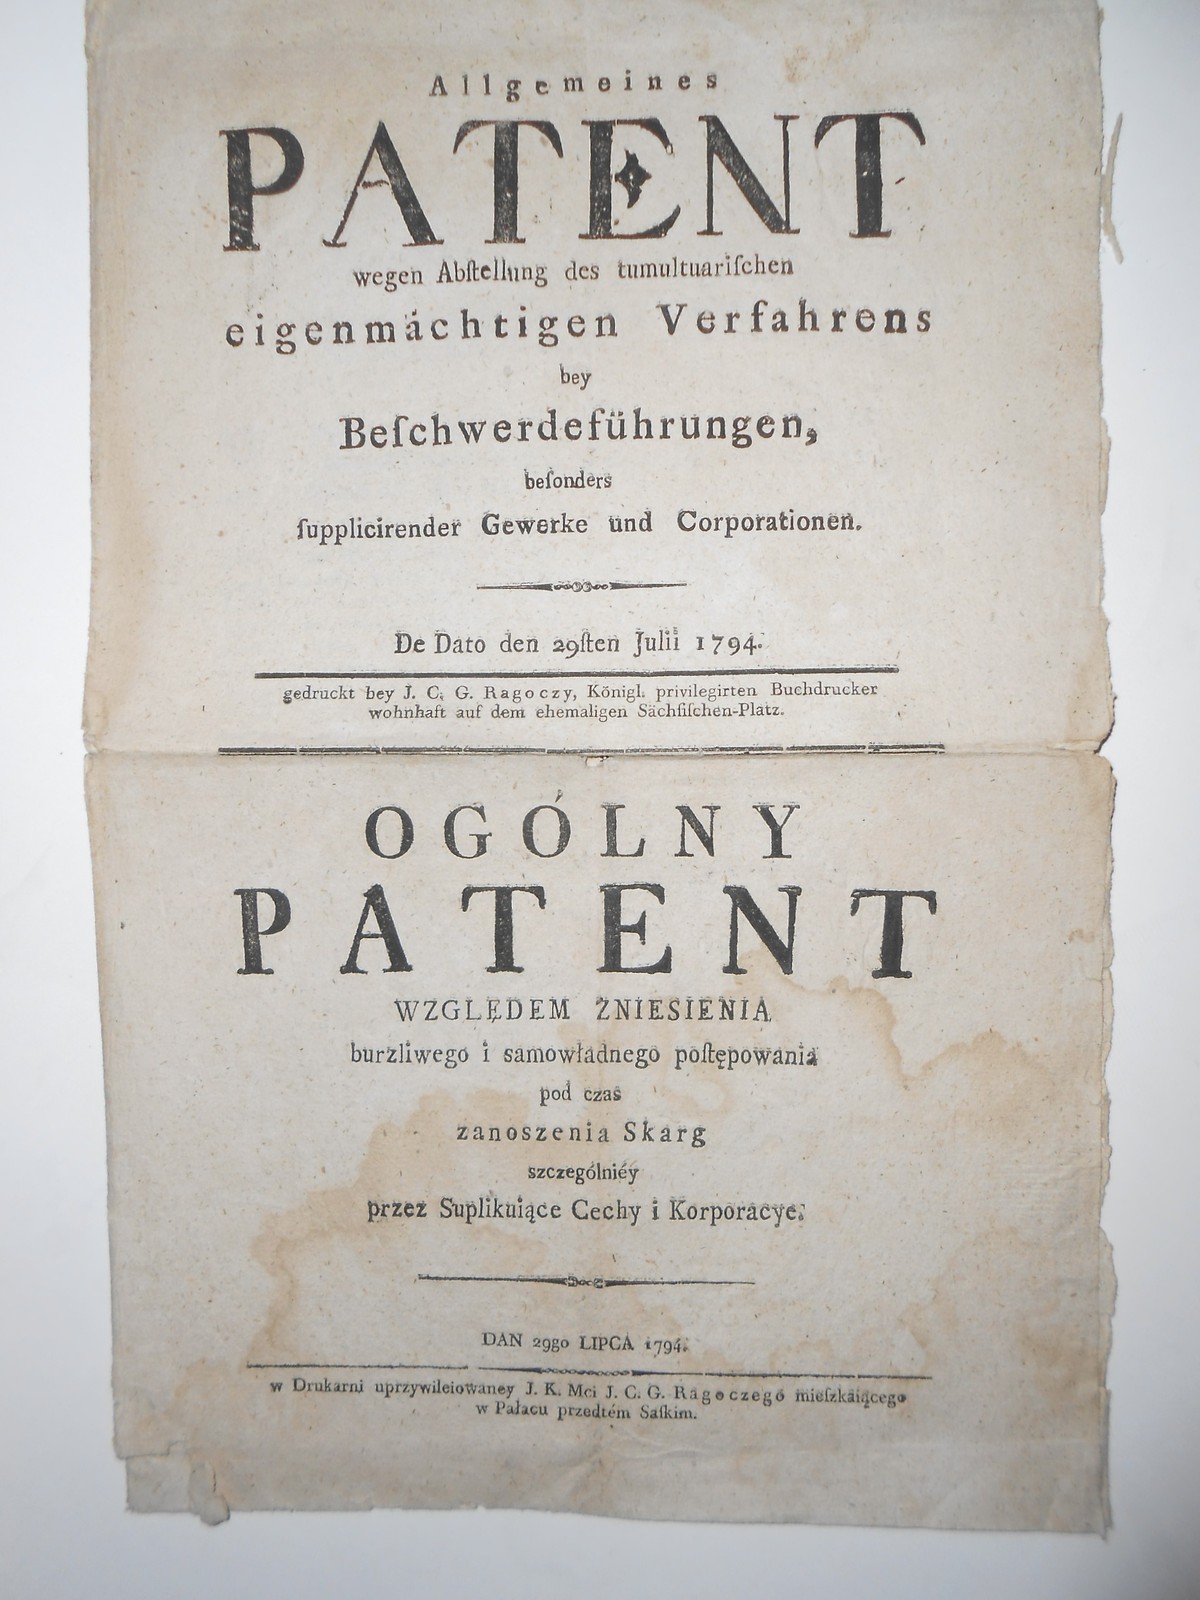 Allgemeines
PATENT
wegen Abſtellung des tumultuariſchen
eigenmächtigen Verfahrens
bey
Beſchwerdeführungen,
beſonders
ſupplicirender Gewerke und Corporationen.
De Dato den 29ſten Julii 1794.
gedruckt bey J. C. G. Ragoczy, Königl. privilegirten Buchdrucker
wohnhaft auf dem ehemaligen Sächſiſchen-Platz.
OGÓLNY
PATENT
WZGLĘDEM ZNIESIENIA
burzliwego i samowładnego poſtępowania
pod czas
zanoszenia Skarg
szczególniéy
przez Suplikuiące Cechy i Korporacye.
DAN 29go LIPCA 1794.
w Drukarni uprzywileiowaney J. K. Mci J. C. G. Ragoczego mieſzkaiącego
w Pałacu przedtém Saſkim.